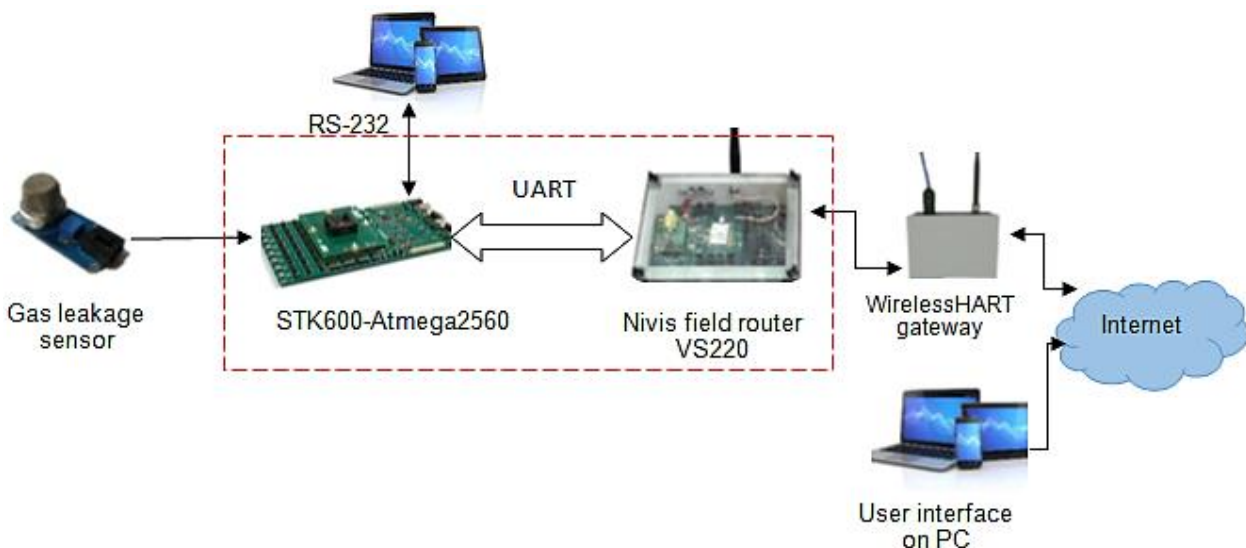 RS-232
UART
Gas leakage
sensor
STK600-Atmega2560
Nivis field router
VS220
WirelessHART
gateway
Internet
User interface
on PC